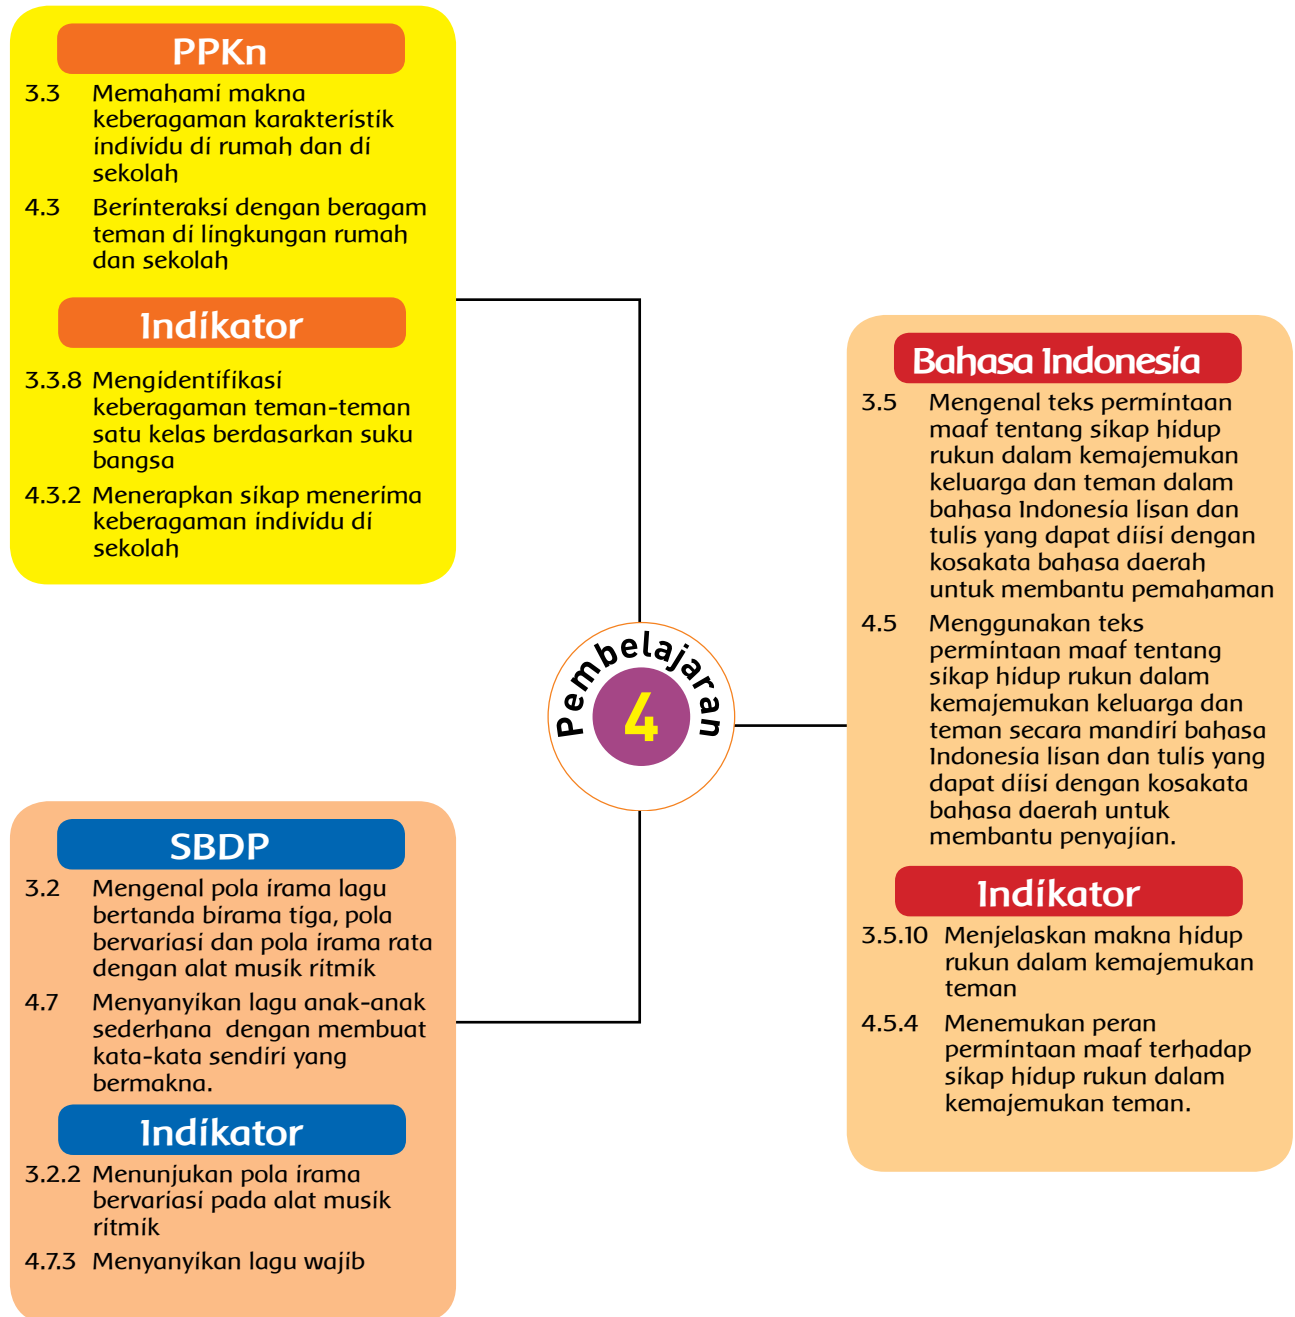 PPKn
3.3 Memahami makna
keberagaman karakteristik
individu di rumah dan di
sekolah
4.3 Berinteraksi dengan beragam
teman di lingkungan rumah
dan sekolah
Indikator
3.3.8 Mengidentifikasi
keberagaman teman-teman
satu kelas berdasarkan suku
bangsa
4.3.2 Menerapkan sikap menerima
keberagaman individu di
sekolah
Pembelajaran
4
Bahasa Indonesia
3.5 Mengenal teks permintaan
maaf tentang sikap hidup
rukun dalam kemajemukan
keluarga dan teman dalam
bahasa Indonesia lisan dan
tulis yang dapat diisi dengan
kosakata bahasa daerah
untuk membantu pemahaman
4.5 Menggunakan teks
permintaan maaf tentang
sikap hidup rukun dalam
kemajemukan keluarga dan
teman secara mandiri bahasa
Indonesia lisan dan tulis yang
dapat diisi dengan kosakata
bahasa daerah untuk
membantu penyajian.
Indikator
3.5.10 Menjelaskan makna hidup
rukun dalam kemajemukan
teman
4.5.4 Menemukan peran
permintaan maaf terhadap
sikap hidup rukun dalam
kemajemukan teman.
SBDP
3.2 Mengenal pola irama lagu
bertanda birama tiga, pola
bervariasi dan pola irama rata
dengan alat musik ritmik
4.7 Menyanyikan lagu anak-anak
sederhana dengan membuat
kata-kata sendiri yang
bermakna.
Indikator
3.2.2 Menunjukan pola irama
bervariasi pada alat musik
ritmik
4.7.3 Menyanyikan lagu wajib